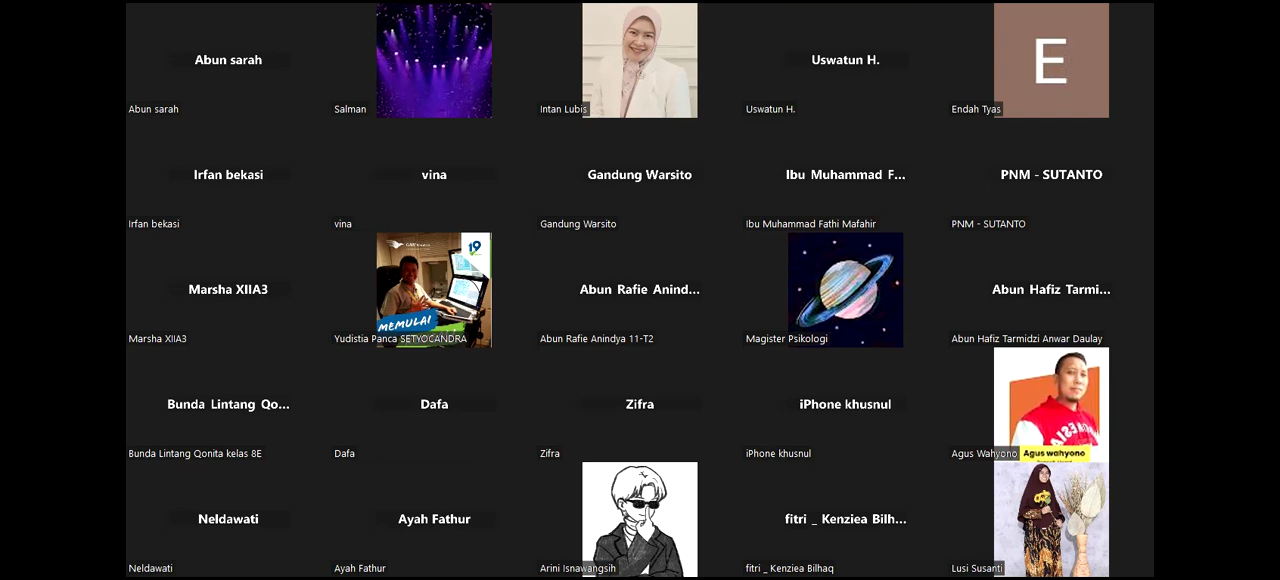 Abun sarah
Abun sarah
Salman
Intan Lubis
Uswatun H.
Uswatun H.
E
Endah Tyas
Irfan bekasi
Irfan bekasi
vina
vina
Gandung Warsito
Gandung Warsito
Ibu Muhammad F...
Ibu Muhammad Fathi Mafahir
PNM - SUTANTO
PNM - SUTANTO
Marsha XIIA3
Marsha XIIA3
19
MEMULAI
Yudistia Panca SETYOCANDRA
Abun Rafie Anind...
Abun Rafie Anindya 11-T2
Magister Psikologi
Abun Hafiz Tarmi...
Abun Hafiz Tarmidzi Anwar Daulay
Bunda Lintang Qo...
Bunda Lintang Qonita kelas 8E
Dafa
Dafa
Zifra
Zifra
iPhone khusnul
iPhone khusnul
Agus Wahyono
Agus wahyono
Neldawati
Neldawati
Ayah Fathur
Ayah Fathur
Arini Isnawangsih
fitri _ Kenziea Bilh...
fitri _ Kenziea Bilhaq
Lusi Susanti